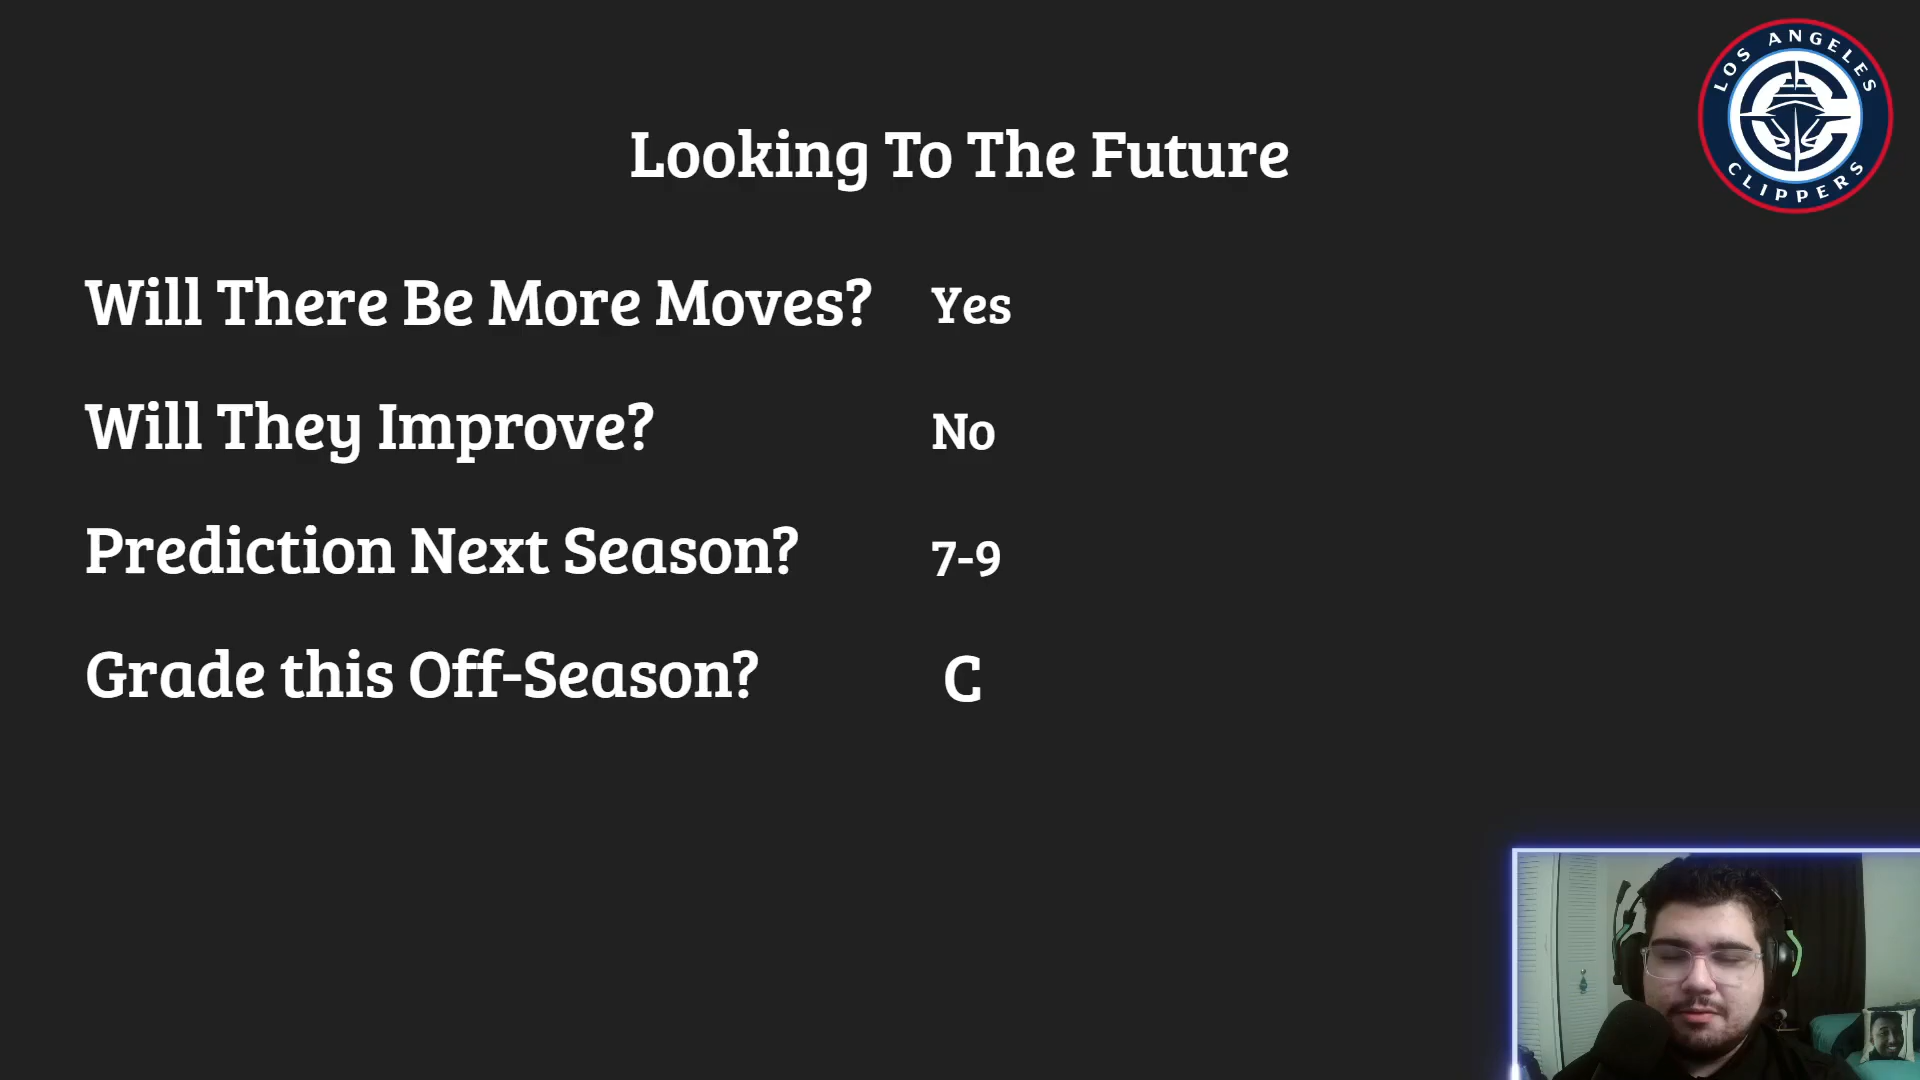 LOS ANGELES
CLIPPERS
Looking To The Future
Will There Be More Moves? Yes
Will They Improve? No
Prediction Next Season? 7-9
Grade this Off-Season? C